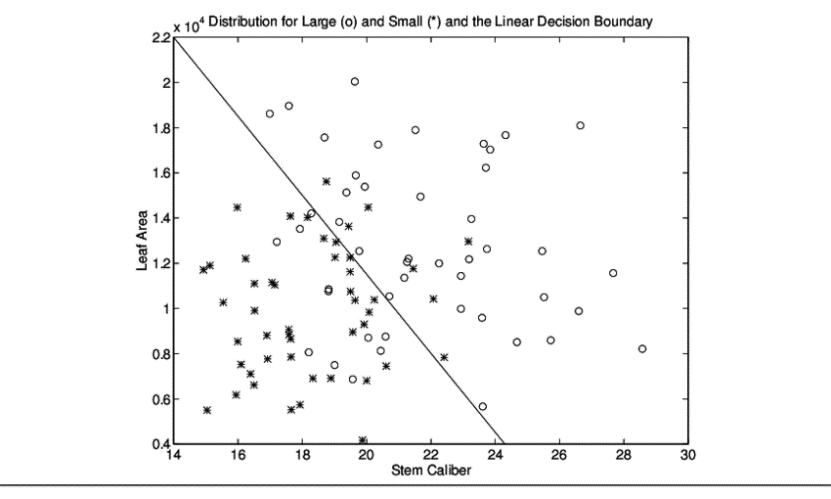 x 10⁴ Distribution for Large (o) and Small (*) and the Linear Decision Boundary
2.2
2
1.8
1.6
1.4
1.2
1
0.8
0.6
0.4
Leaf Area
14 16 18 20 22 24 26 28 30
Stem Caliber